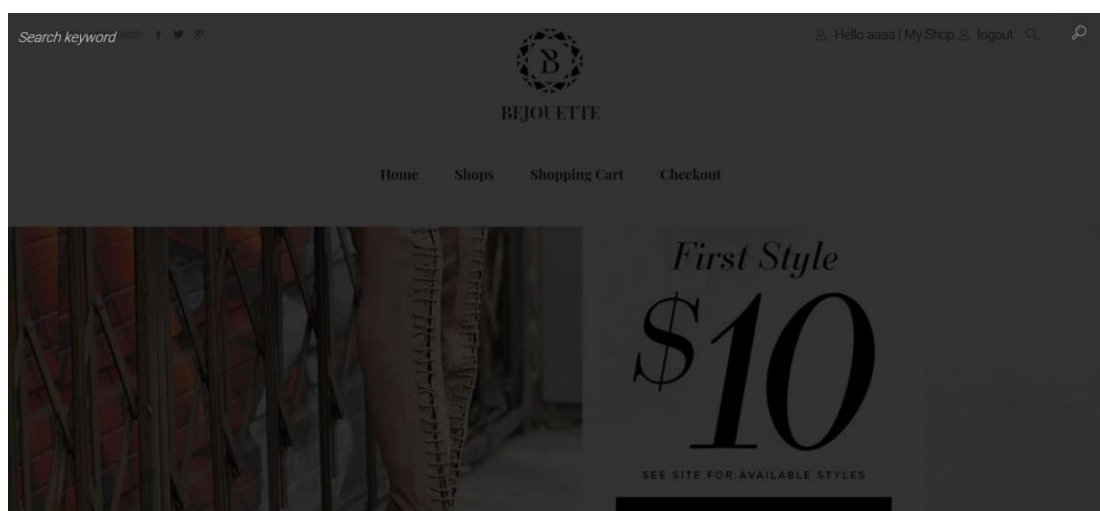 Search keyword
Hello aaaa | My Shop logout
B
BEJOUETTE
Home Shops Shopping Cart Checkout
First Style
$10
SEE SITE FOR AVAILABLE STYLES